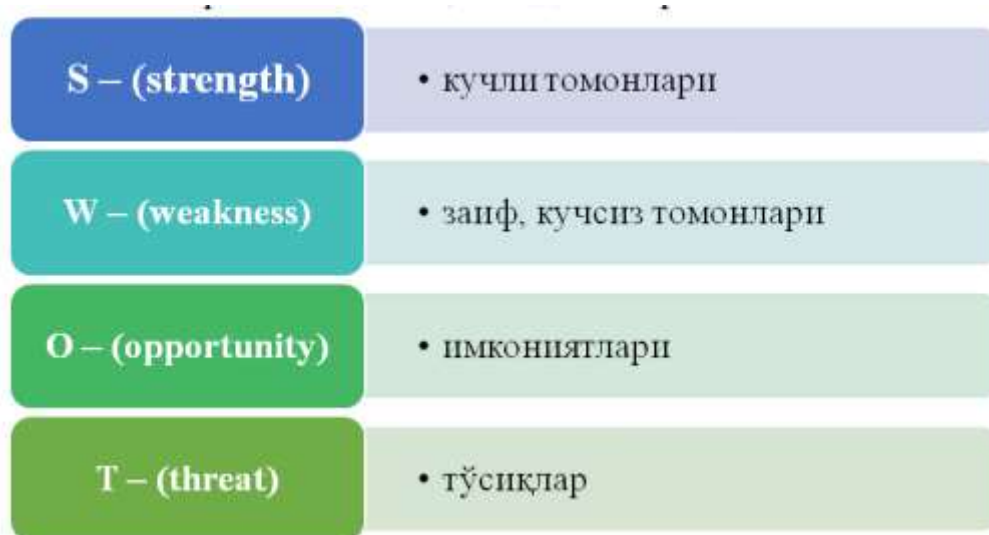 S – (strength)
• кучли томонлари
W – (weakness)
• заиф, кучсиз томонлари
O – (opportunity)
• имкониятлари
T – (threat)
• тўсиқлар